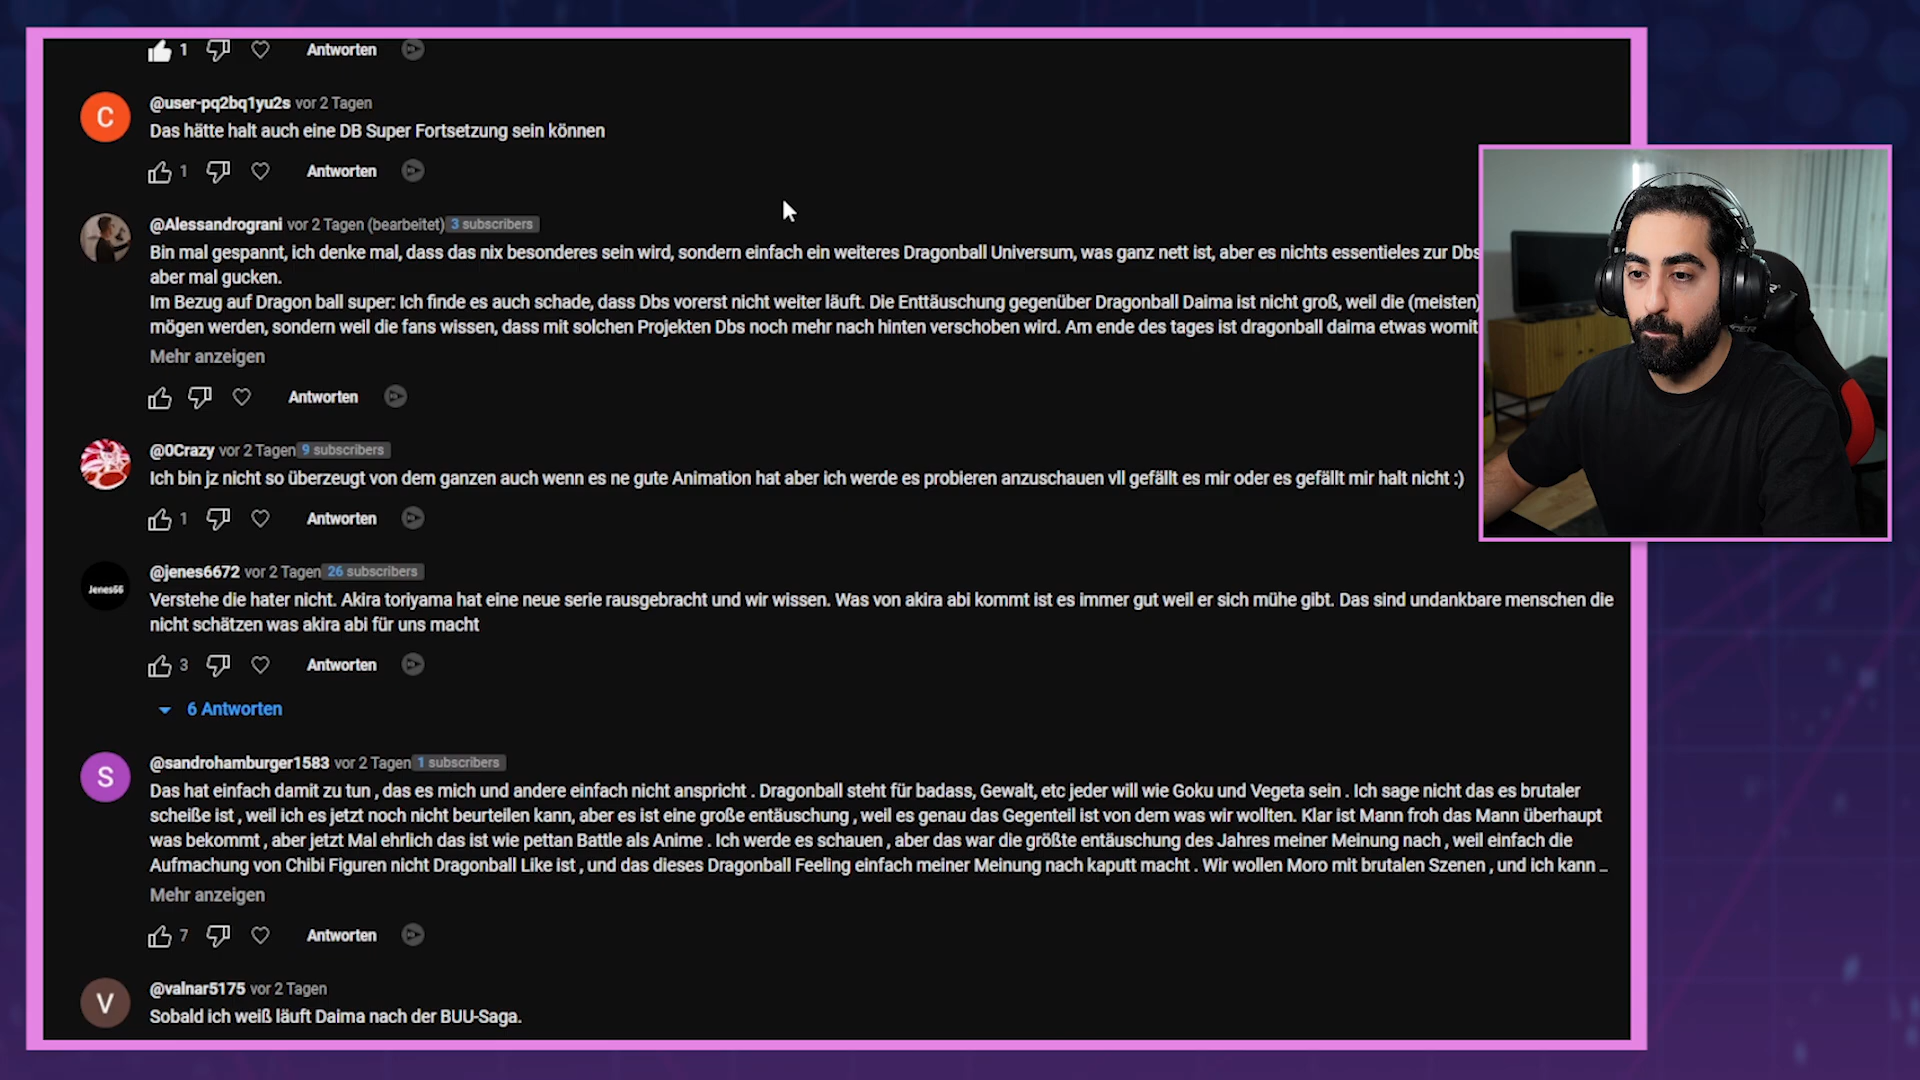 1 Antworten
C
@user-pq2bq1yu2s vor 2 Tagen
Das hätte halt auch eine DB Super Fortsetzung sein können
1 Antworten
@Alessandrograni vor 2 Tagen (bearbeitet) 3 subscribers
Bin mal gespannt, ich denke mal, dass das nix besonderes sein wird, sondern einfach ein weiteres Dragonball Universum, was ganz nett ist, aber es nichts essentieles zur Dbs
aber mal gucken.
Im Bezug auf Dragon ball super: Ich finde es auch schade, dass Dbs vorerst nicht weiter läuft. Die Enttäuschung gegenüber Dragonball Daima ist nicht groß, weil die (meisten)
mögen werden, sondern weil die fans wissen, dass mit solchen Projekten Dbs noch mehr nach hinten verschoben wird. Am ende des tages ist dragonball daima etwas womit
Mehr anzeigen
Antworten
@0Crazy vor 2 Tagen 9 subscribers
Ich bin jz nicht so überzeugt von dem ganzen auch wenn es ne gute Animation hat aber ich werde es probieren anzuschauen vll gefällt es mir oder es gefällt mir halt nicht :)
1 Antworten
Jenes66
@jenes6672 vor 2 Tagen 26 subscribers
Verstehe die hater nicht. Akira toriyama hat eine neue serie rausgebracht und wir wissen. Was von akira abi kommt ist es immer gut weil er sich mühe gibt. Das sind undankbare menschen die
nicht schätzen was akira abi für uns macht
3 Antworten
6 Antworten
S
@sandrohamburger1583 vor 2 Tagen 1 subscribers
Das hat einfach damit zu tun , das es mich und andere einfach nicht anspricht . Dragonball steht für badass, Gewalt, etc jeder will wie Goku und Vegeta sein . Ich sage nicht das es brutaler
scheiße ist , weil ich es jetzt noch nicht beurteilen kann, aber es ist eine große entäuschung , weil es genau das Gegenteil ist von dem was wir wollten. Klar ist Mann froh das Mann überhaupt
was bekommt , aber jetzt Mal ehrlich das ist wie pettan Battle als Anime . Ich werde es schauen , aber das war die größte entäuschung des Jahres meiner Meinung nach , weil einfach die
Aufmachung von Chibi Figuren nicht Dragonball Like ist , und das dieses Dragonball Feeling einfach meiner Meinung nach kaputt macht . Wir wollen Moro mit brutalen Szenen , und ich kann ...
Mehr anzeigen
7 Antworten
V
@valnar5175 vor 2 Tagen
Sobald ich weiß läuft Daima nach der BUU-Saga.